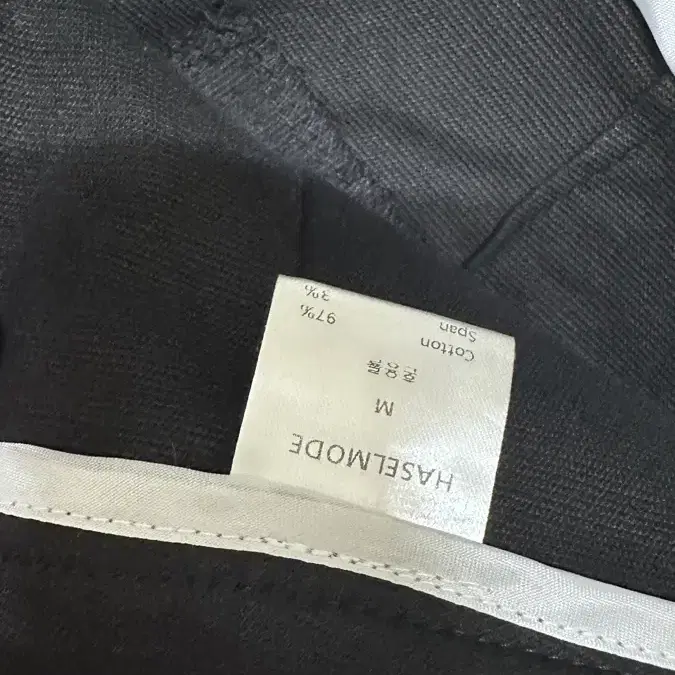 HASELMODE
M
혼용률
Cotton 97%
Span 3%